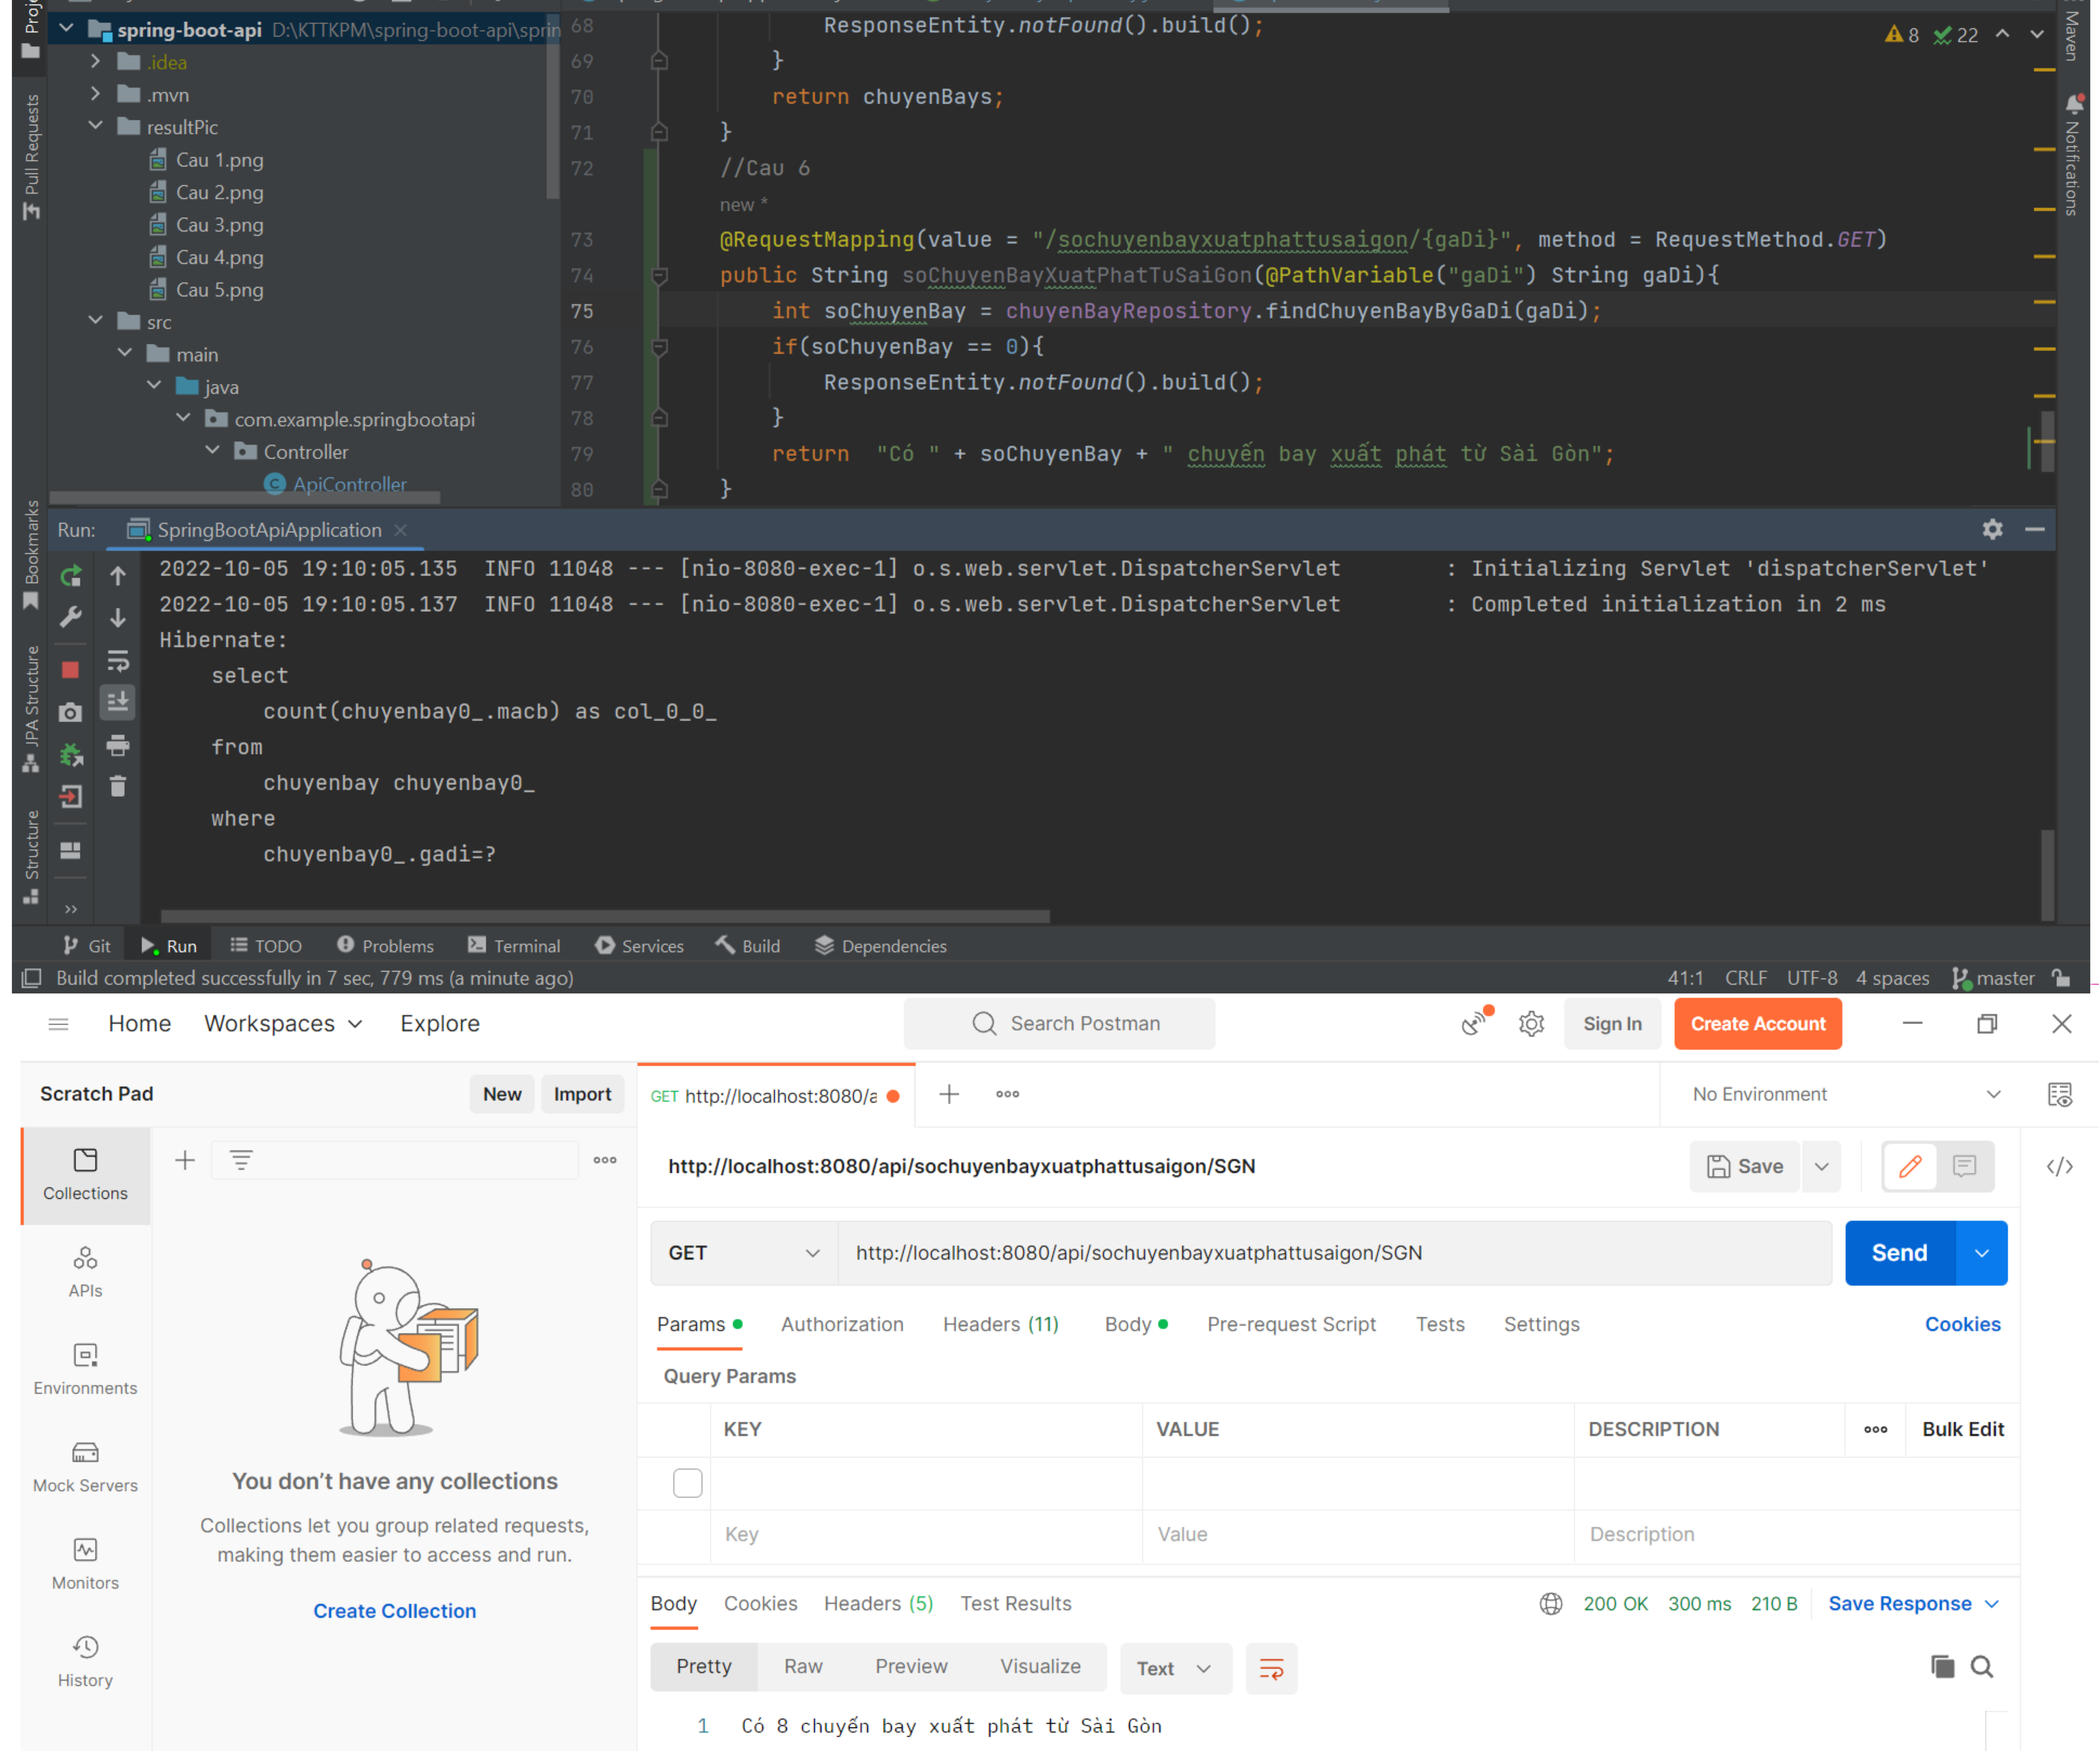 Proje
spring-boot-api D:\KTTKPM\spring-boot-api\sprin
.idea
.mvn
resultPic
Cau 1.png
Cau 2.png
Cau 3.png
Cau 4.png
Cau 5.png
src
main
java
com.example.springbootapi
Controller
ApiController
Pull Requests
Bookmarks
JPA Structure
Structure
68 ResponseEntity.notFound().build();
69 }
70 return chuyenBays;
71 }
72 //Cau 6
new *
73 @RequestMapping(value = "/sochuyenbayxuatphattusaigon/{gaDi}", method = RequestMethod.GET)
74 public String soChuyenBayXuatPhatTuSaiGon(@PathVariable("gaDi") String gaDi){
75 int soChuyenBay = chuyenBayRepository.findChuyenBayByGaDi(gaDi);
76 if(soChuyenBay == 0){
77 ResponseEntity.notFound().build();
78 }
79 return "Có " + soChuyenBay + " chuyến bay xuất phát từ Sài Gòn";
80 }
8 22
Maven
Notifications
Run: SpringBootApiApplication
2022-10-05 19:10:05.135 INFO 11048 --- [nio-8080-exec-1] o.s.web.servlet.DispatcherServlet : Initializing Servlet 'dispatcherServlet'
2022-10-05 19:10:05.137 INFO 11048 --- [nio-8080-exec-1] o.s.web.servlet.DispatcherServlet : Completed initialization in 2 ms
Hibernate:
select
count(chuyenbay0_.macb) as col_0_0_
from
chuyenbay chuyenbay0_
where
chuyenbay0_.gadi=?
Git Run TODO Problems Terminal Services Build Dependencies
Build completed successfully in 7 sec, 779 ms (a minute ago) 41:1 CRLF UTF-8 4 spaces master
Home Workspaces Explore Search Postman Sign In Create Account
Scratch Pad New Import GET http://localhost:8080/a No Environment
Collections
APIs
Environments
Mock Servers
Monitors
History
You don't have any collections
Collections let you group related requests,
making them easier to access and run.
Create Collection
http://localhost:8080/api/sochuyenbayxuatphattusaigon/SGN Save
GET http://localhost:8080/api/sochuyenbayxuatphattusaigon/SGN Send
Params Authorization Headers (11) Body Pre-request Script Tests Settings Cookies
Query Params
KEY VALUE DESCRIPTION Bulk Edit
Key Value Description
Body Cookies Headers (5) Test Results 200 OK 300 ms 210 B Save Response
Pretty Raw Preview Visualize Text
1 Có 8 chuyến bay xuất phát từ Sài Gòn